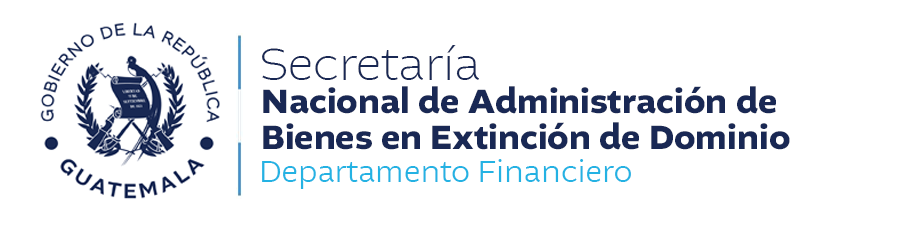 GOBIERNO DE LA REPÚBLICA
GUATEMALA
Secretaría
Nacional de Administración de
Bienes en Extinción de Dominio
Departamento Financiero